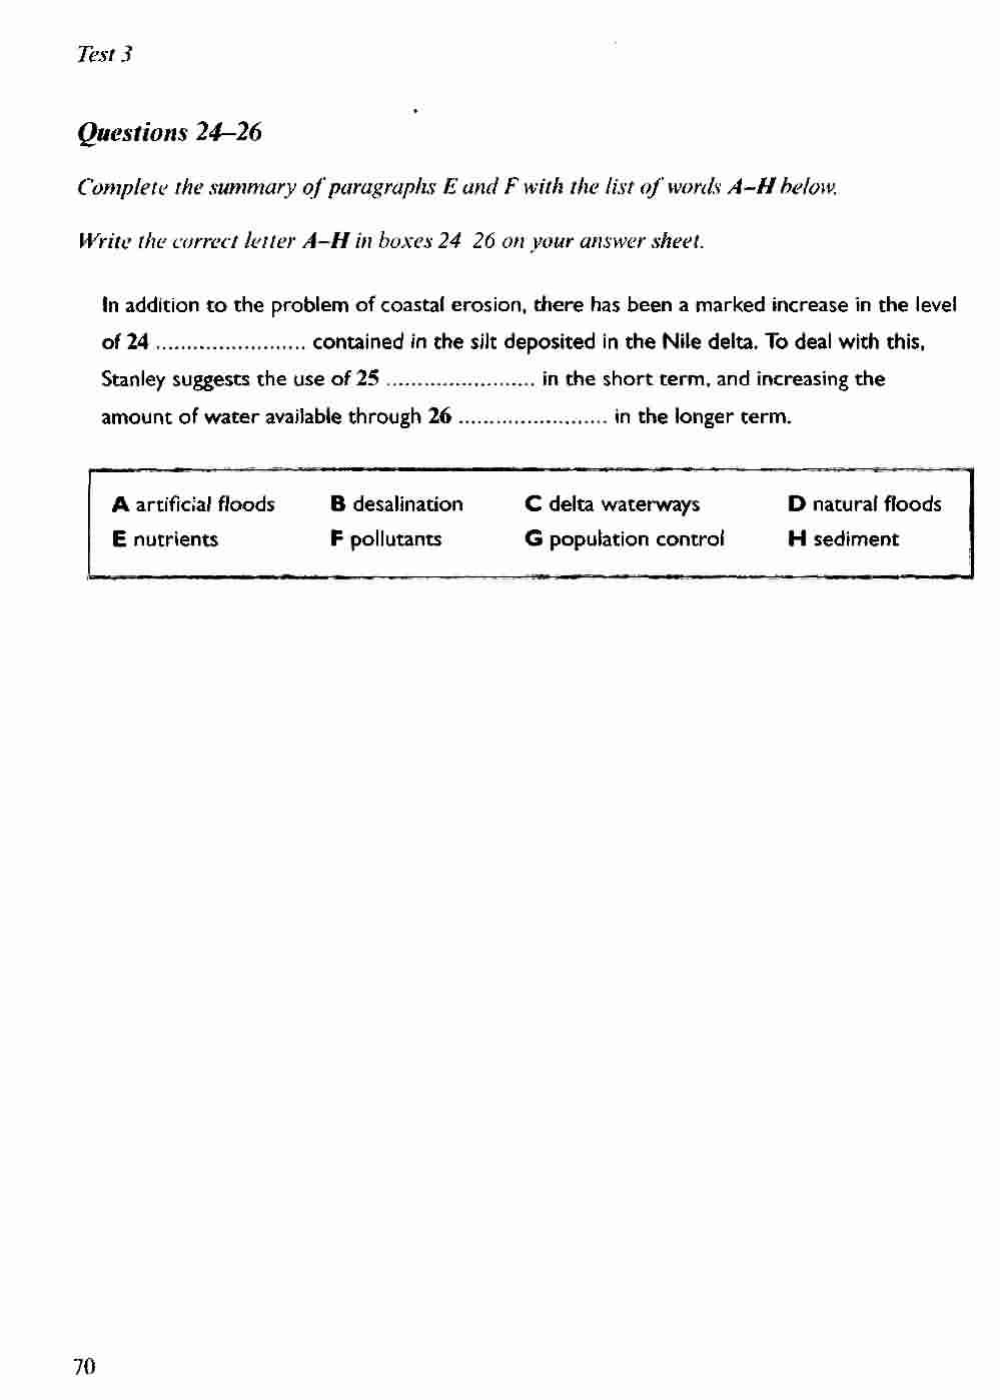 Test 3
Questions 24–26
Complete the summary of paragraphs E and F with the list of words A–H below.
Write the correct letter A–H in boxes 24 26 on your answer sheet.
In addition to the problem of coastal erosion, there has been a marked increase in the level
of 24 ........................ contained in the silt deposited in the Nile delta. To deal with this,
Stanley suggests the use of 25 ........................ in the short term, and increasing the
amount of water available through 26 ........................ in the longer term.
A artificial floods B desalination C delta waterways D natural floods
E nutrients F pollutants G population control H sediment
70